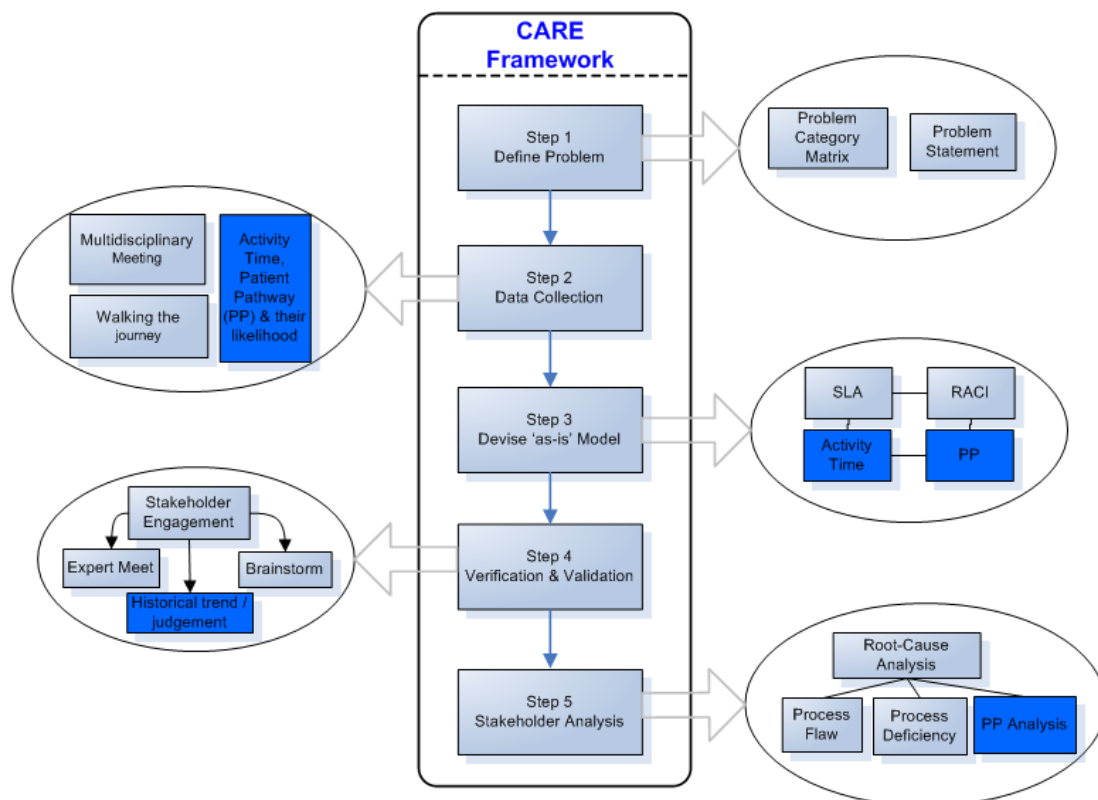 CARE
Framework
Step 1
Define Problem
Problem
Category
Matrix
Problem
Statement
Step 2
Data Collection
Multidisciplinary
Meeting
Walking the
journey
Activity
Time,
Patient
Pathway
(PP) & their
likelihood
Step 3
Devise 'as-is' Model
SLA
RACI
Activity
Time
PP
Step 4
Verification & Validation
Stakeholder
Engagement
Expert Meet
Brainstorm
Historical trend /
judgement
Step 5
Stakeholder Analysis
Root-Cause
Analysis
Process
Flaw
Process
Deficiency
PP Analysis